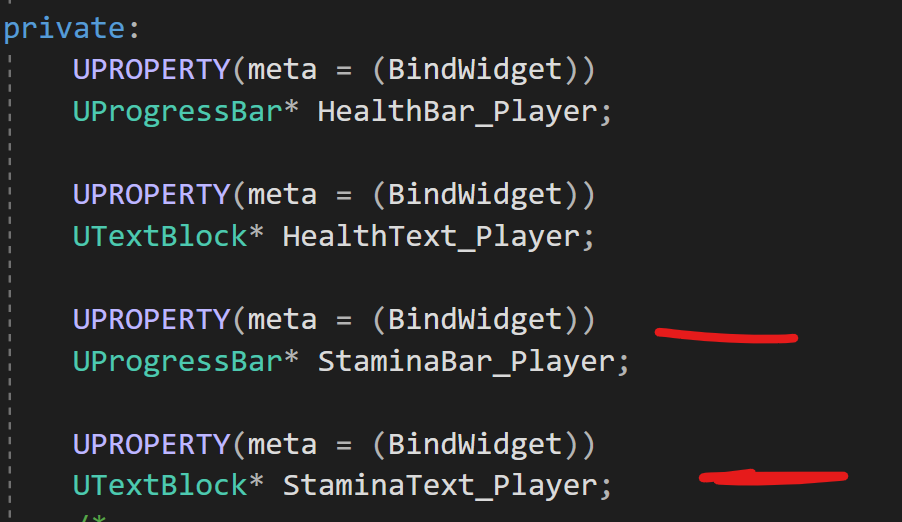 private:
UPROPERTY(meta = (BindWidget))
UProgressBar* HealthBar_Player;
UPROPERTY(meta = (BindWidget))
UTextBlock* HealthText_Player;
UPROPERTY(meta = (BindWidget))
UProgressBar* StaminaBar_Player;
UPROPERTY(meta = (BindWidget))
UTextBlock* StaminaText_Player;
/*